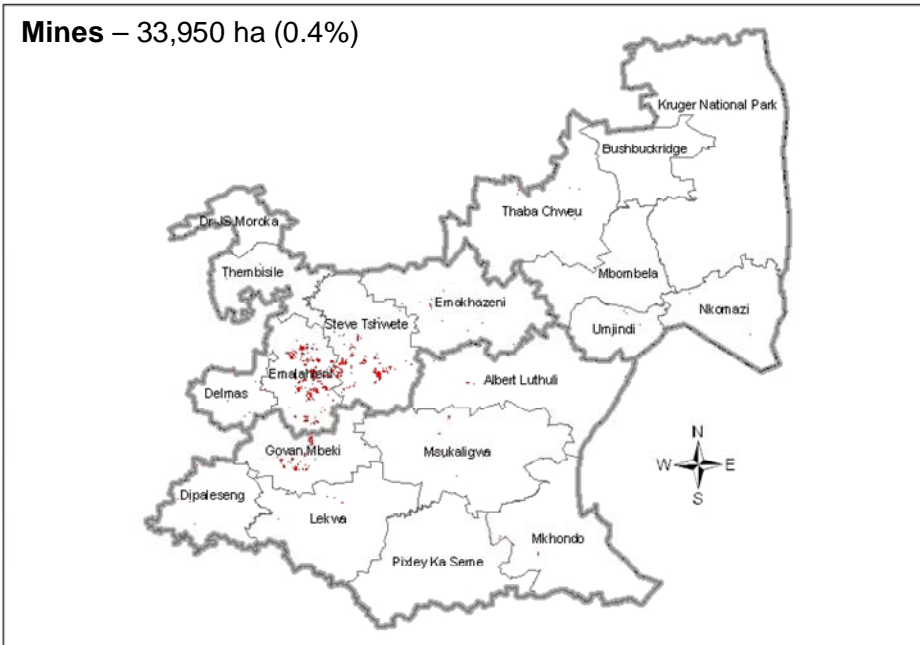 Mines – 33,950 ha (0.4%)
Kruger National Park
Bushbuckridge
Thaba Chweu
Dr JS Moroka
Thembisile
Mbombela
Emakhazeni
Nkomazi
Steve Tshwete
Umjindi
Emalahleni
Albert Luthuli
Delmas
Govan Mbeki
Msukaligwa
N
W E
S
Dipaleseng
Lekwa
Mkhondo
Pixley Ka Seme